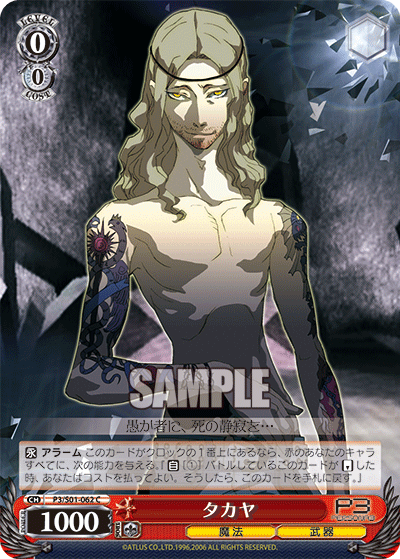 LEVEL
0
0
COST
SAMPLE
愚か者に、死の静寂を…
永 アラーム このカードがクロックの1番上にあるなら、赤のあなたのキャラ
すべてに、次の能力を与える。『自 [①] バトルしているこのカードが
した時、あなたはコストを払ってよい。そうしたら、このカードを手札に戻す。』
CH P3/S01-062 C
タカヤ
1000
魔法
武器
P3
©ATLUS CO.,LTD.1996,2006 ALL RIGHTS RESERVED.